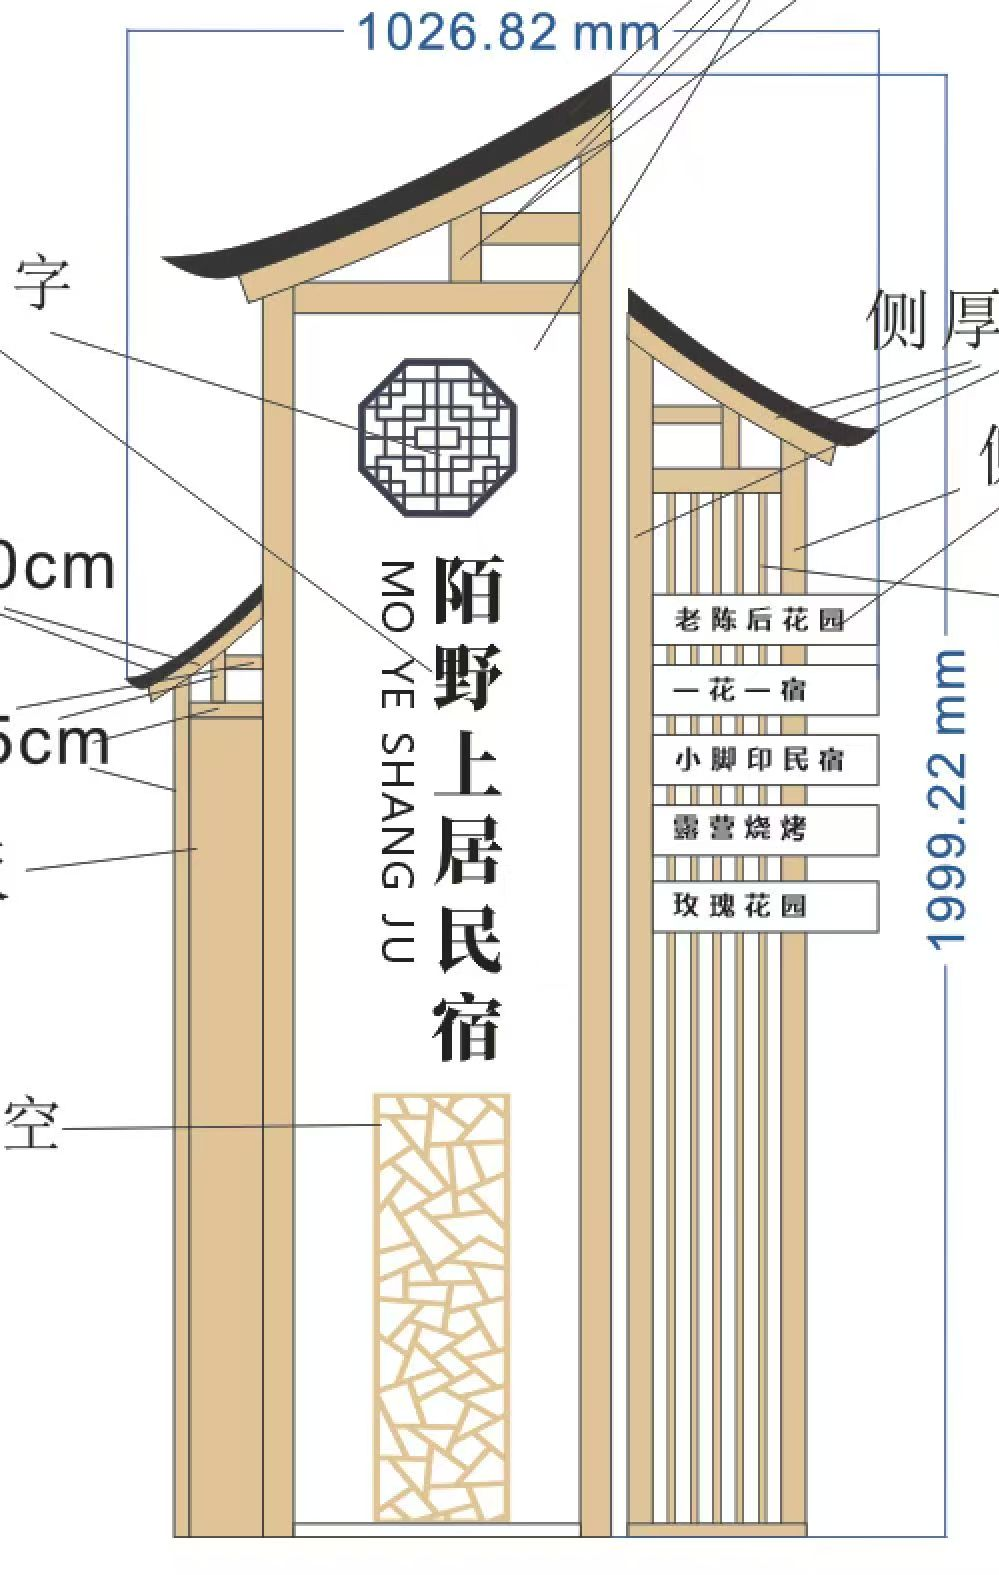 1026.82 mm
字
侧厚
0cm
5cm
空
陌野上居民宿
MO YE SHANG JU
老陈后花园
一花一宿
小脚印民宿
露营烧烤
玫瑰花园
1999.22 mm